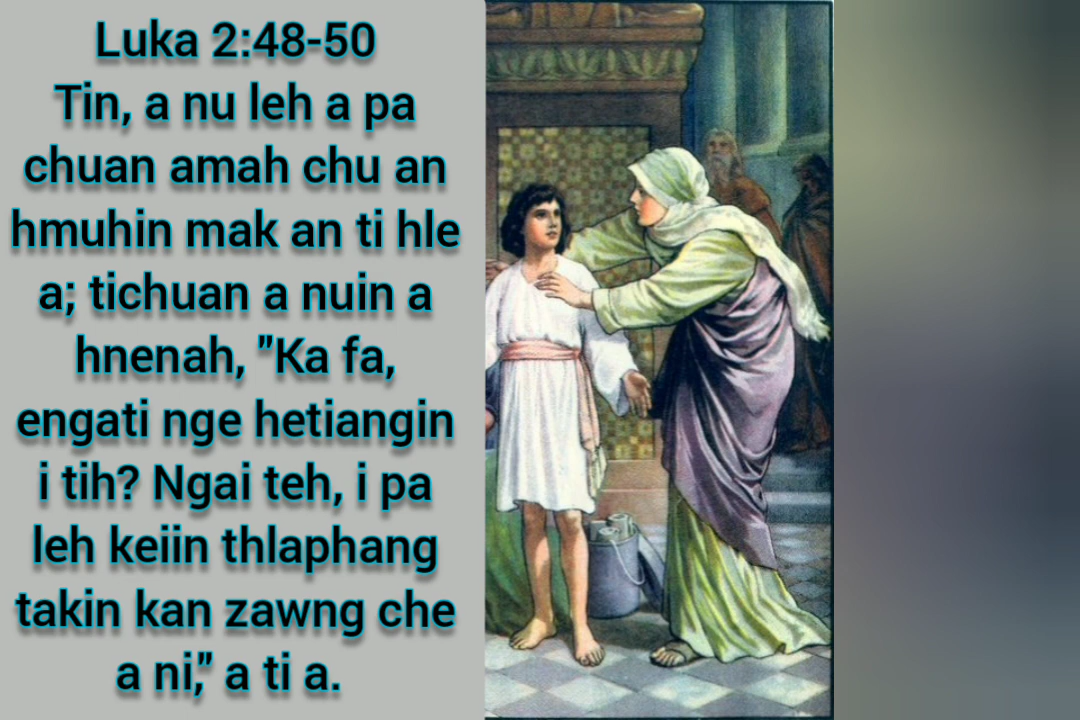 Luka 2:48-50
Tin, a nu leh a pa
chuan amah chu an
hmuhin mak an ti hle
a; tichuan a nuin a
hnenah, "Ka fa,
engati nge hetiangin
i tih? Ngai teh, i pa
leh keiin thlaphang
takin kan zawng che
a ni," a ti a.